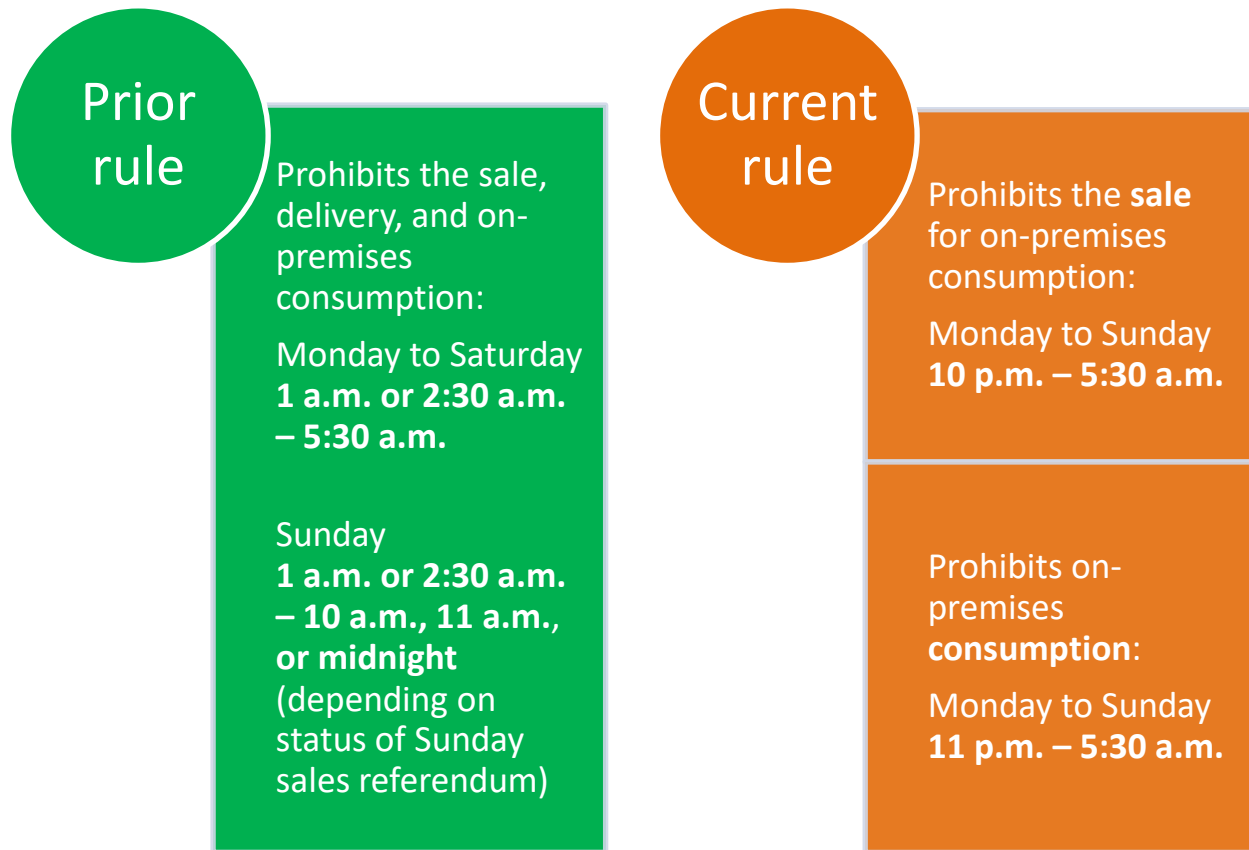 Prior
rule
Prohibits the sale,
delivery, and on-
premises
consumption:
Monday to Saturday
1 a.m. or 2:30 a.m.
– 5:30 a.m.
Sunday
1 a.m. or 2:30 a.m.
– 10 a.m., 11 a.m.,
or midnight
(depending on
status of Sunday
sales referendum)
Current
rule
Prohibits the sale
for on-premises
consumption:
Monday to Sunday
10 p.m. – 5:30 a.m.
Prohibits on-
premises
consumption:
Monday to Sunday
11 p.m. – 5:30 a.m.